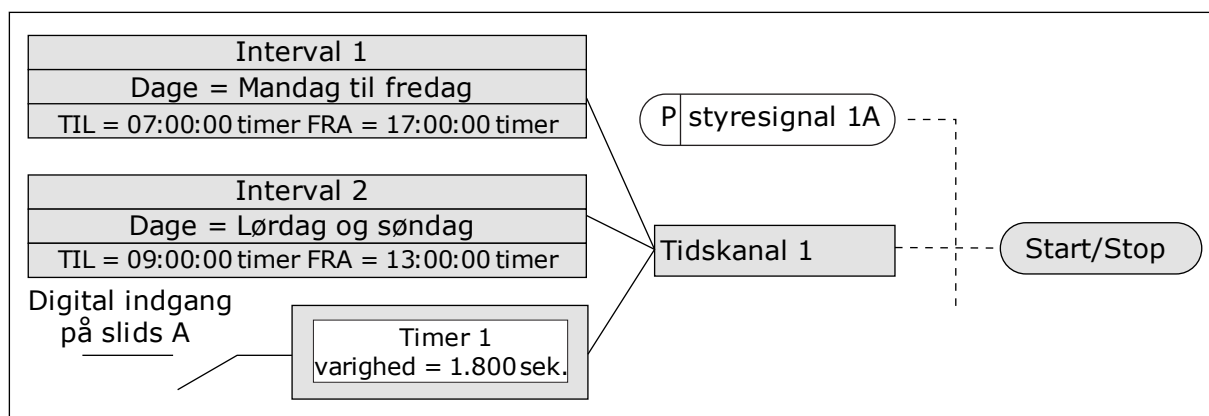 Interval 1
Dage = Mandag til fredag
TIL = 07:00:00 timer FRA = 17:00:00 timer
P styresignal 1A
Interval 2
Dage = Lørdag og søndag
TIL = 09:00:00 timer FRA = 13:00:00 timer
Tidskanal 1
Start/Stop
Digital indgang
på slids A
Timer 1
varighed = 1.800 sek.